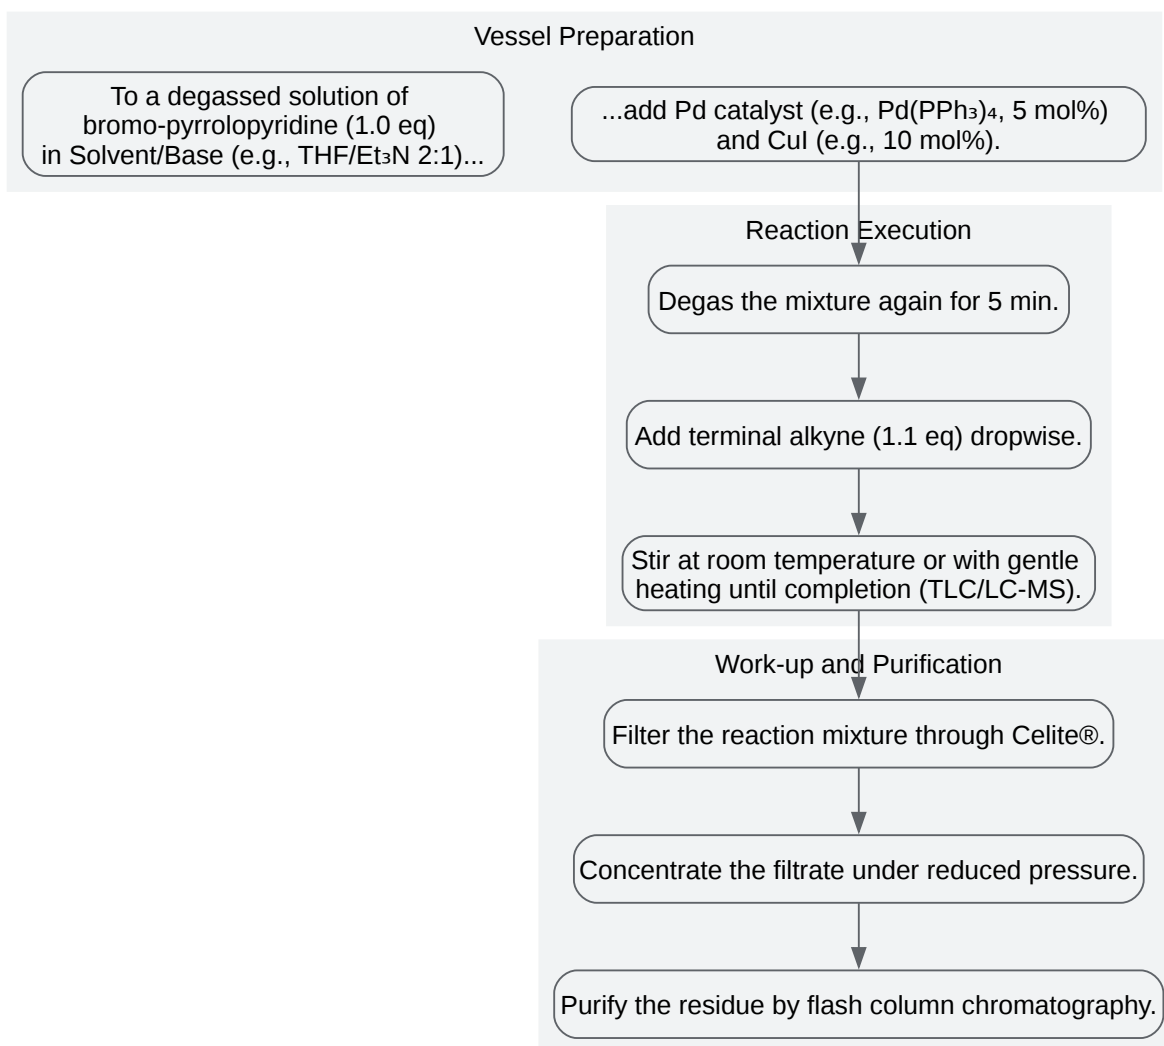 Vessel Preparation
To a degassed solution of
bromo-pyrrolopyridine (1.0 eq)
in Solvent/Base (e.g., THF/Et₃N 2:1)...
...add Pd catalyst (e.g., Pd(PPh₃)₄, 5 mol%)
and CuI (e.g., 10 mol%).
Reaction Execution
Degas the mixture again for 5 min.
Add terminal alkyne (1.1 eq) dropwise.
Stir at room temperature or with gentle
heating until completion (TLC/LC-MS).
Work-up and Purification
Filter the reaction mixture through Celite®.
Concentrate the filtrate under reduced pressure.
Purify the residue by flash column chromatography.